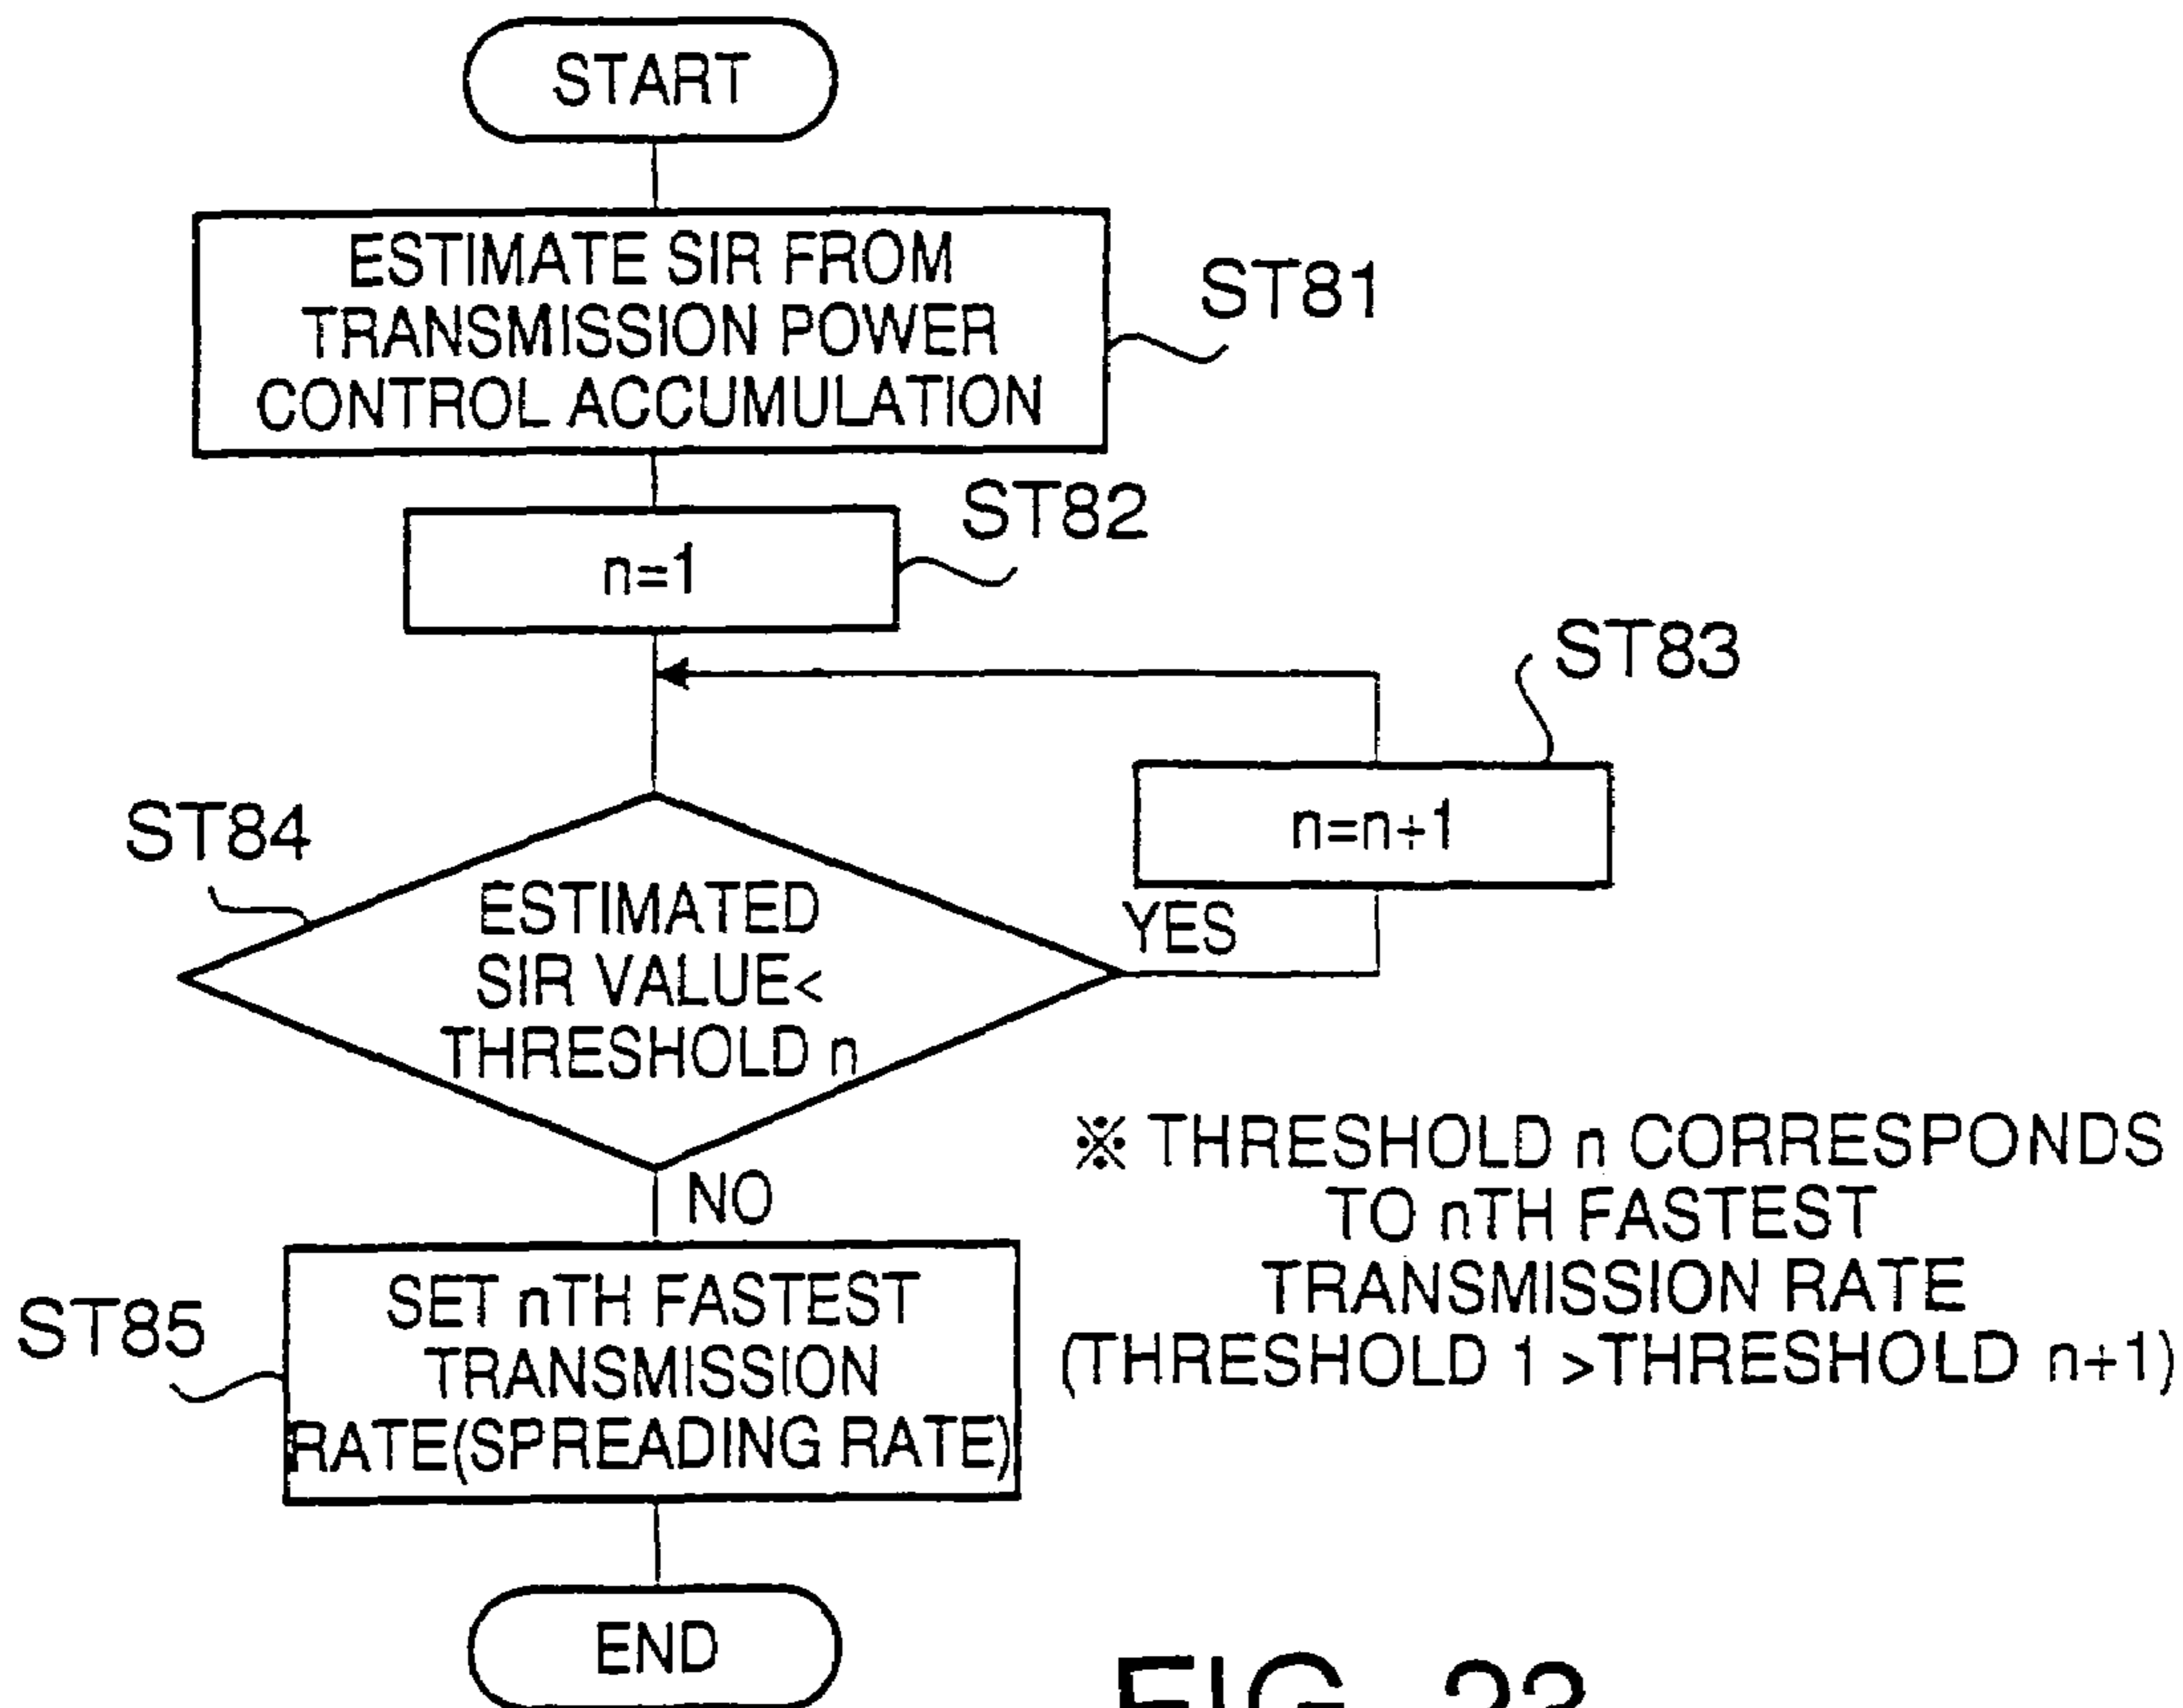 START
ESTIMATE SIR FROM
TRANSMISSION POWER
CONTROL ACCUMULATION
ST81
n=1
ST82
ST83
n=n+1
ST84
ESTIMATED
SIR VALUE<
THRESHOLD n
YES
NO
※ THRESHOLD n CORRESPONDS
TO nTH FASTEST
TRANSMISSION RATE
(THRESHOLD 1 >THRESHOLD n+1)
SET nTH FASTEST
TRANSMISSION
RATE(SPREADING RATE)
ST85
END